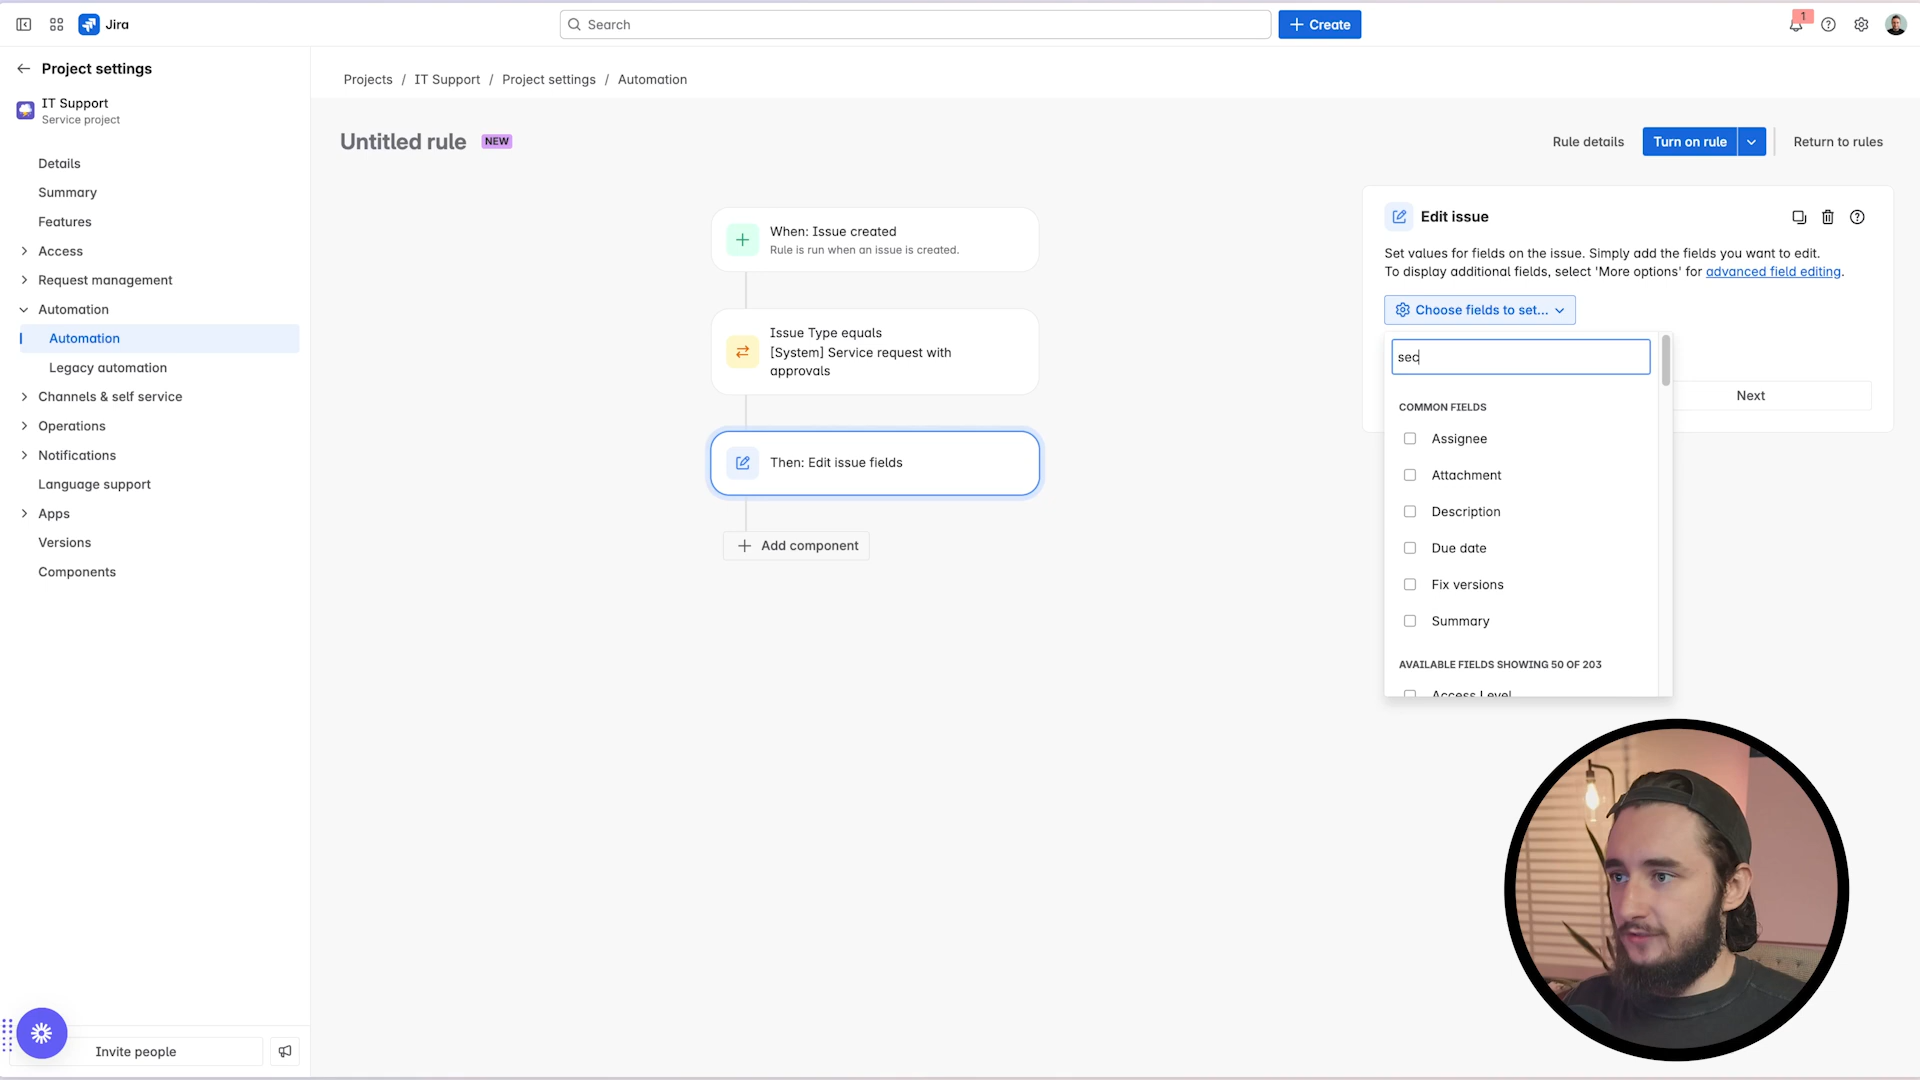 Jira
Search
Create
1
Project settings
IT Support
Service project
Details
Summary
Features
Access
Request management
Automation
Automation
Legacy automation
Channels & self service
Operations
Notifications
Language support
Apps
Versions
Components
Invite people
Projects / IT Support / Project settings / Automation
Untitled rule NEW
Rule details
Turn on rule
Return to rules
When: Issue created
Rule is run when an issue is created.
Issue Type equals
[System] Service request with
approvals
Then: Edit issue fields
Add component
Edit issue
Set values for fields on the issue. Simply add the fields you want to edit.
To display additional fields, select 'More options' for advanced field editing.
Choose fields to set...
sec
Next
COMMON FIELDS
Assignee
Attachment
Description
Due date
Fix versions
Summary
AVAILABLE FIELDS SHOWING 50 OF 203
Access Level